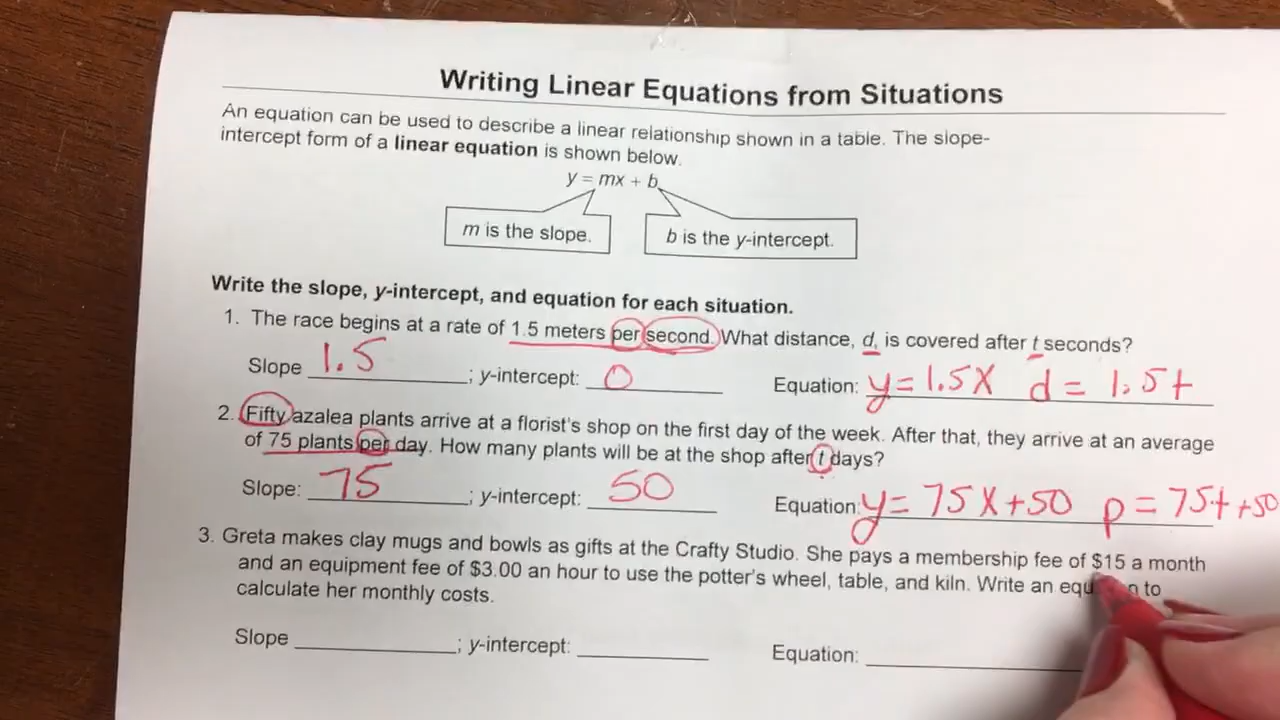 Writing Linear Equations from Situations
An equation can be used to describe a linear relationship shown in a table. The slope-
intercept form of a linear equation is shown below.
y = mx + b
m is the slope. b is the y-intercept.
Write the slope, y-intercept, and equation for each situation.
1. The race begins at a rate of 1.5 meters per second. What distance, d, is covered after t seconds?
Slope 1.5 ; y-intercept: 0 Equation: y = 1.5x d = 1.5t
2. Fifty azalea plants arrive at a florist's shop on the first day of the week. After that, they arrive at an average
of 75 plants per day. How many plants will be at the shop after t days?
Slope: 75 ; y-intercept: 50 Equation: y = 75x+50 p = 75t+50
3. Greta makes clay mugs and bowls as gifts at the Crafty Studio. She pays a membership fee of $15 a month
and an equipment fee of $3.00 an hour to use the potter's wheel, table, and kiln. Write an to
calculate her monthly costs.
Slope ; y-intercept: Equation: